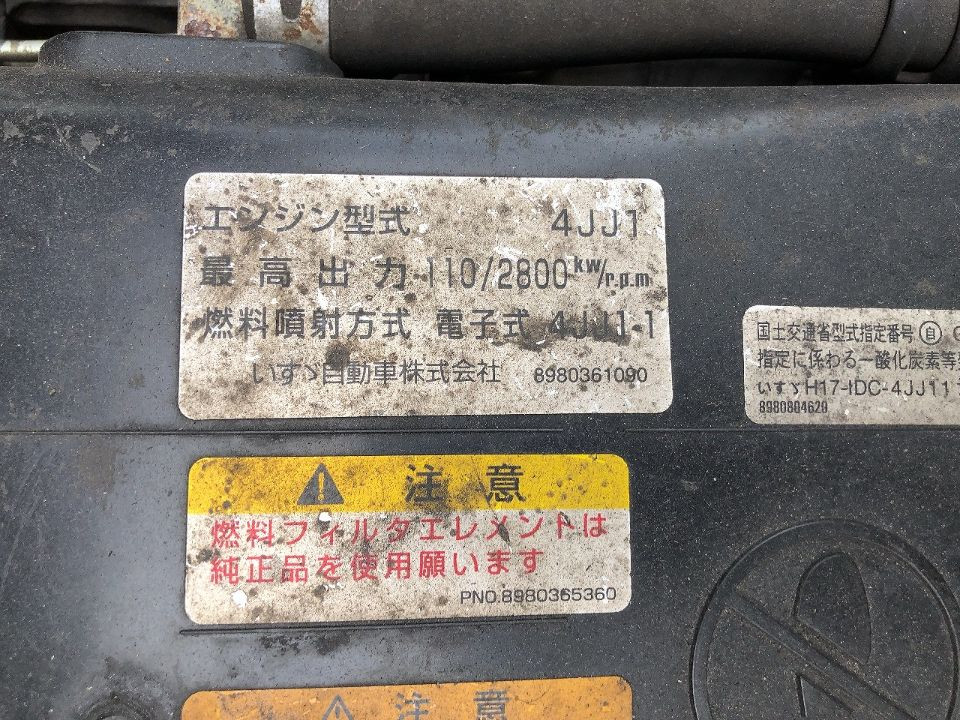 エンジン型式 4JJ1
最高出力 110/2800 kw/r.p.m
燃料噴射方式 電子式 4JJ1-1
いすゞ自動車株式会社 8980361090
国土交通省型式指定番号 自
指定に係わる一酸化炭素等
いすゞH17-IDC-4JJ11
8980804620
注意
燃料フィルタエレメントは
純正品を使用願います
PNO.8980365360
注意